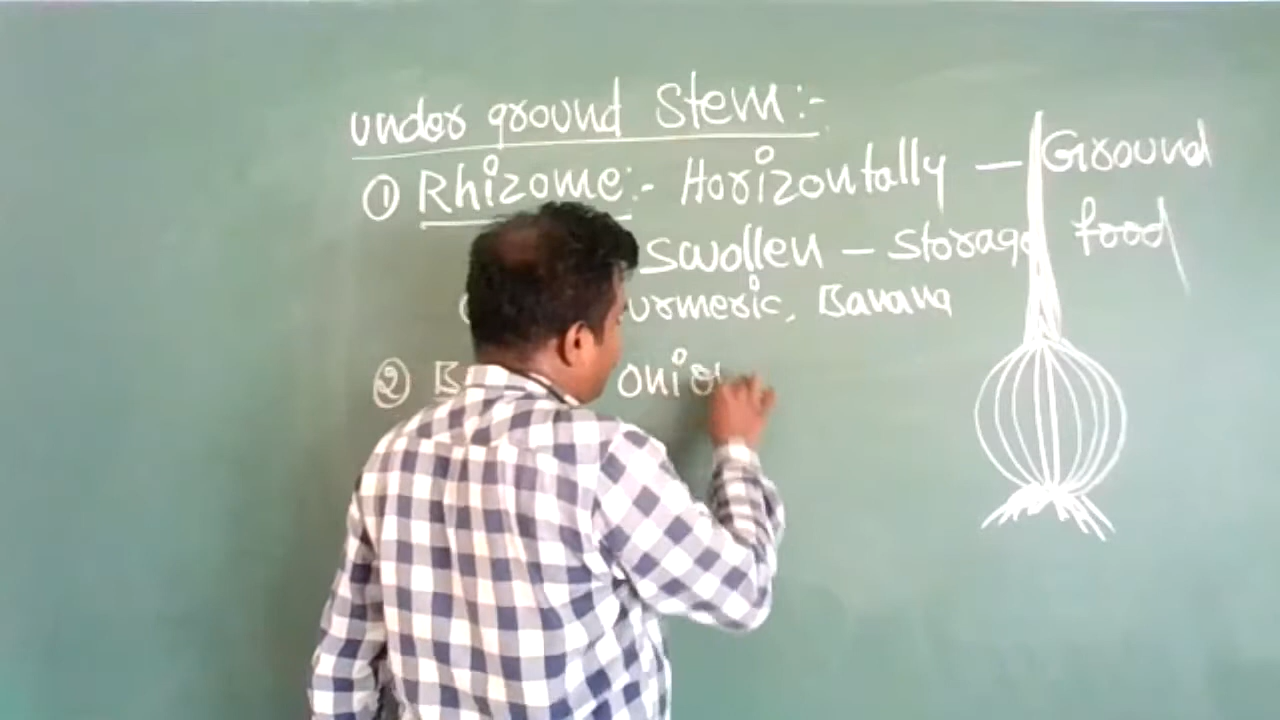 under ground Stem:-
① Rhizome:- Horizontally — Ground
Swollen — storage food
urmeric, Banana
② B onio